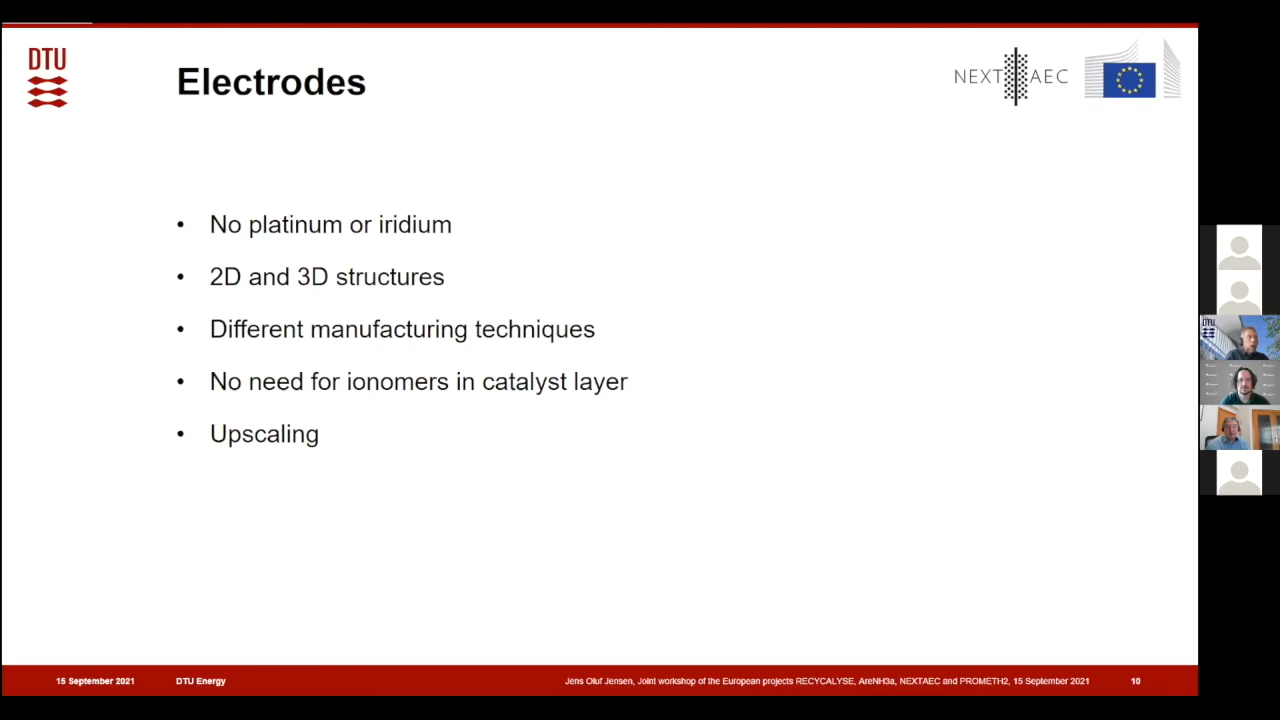 DTU
Electrodes
NEXT AEC
• No platinum or iridium
• 2D and 3D structures
• Different manufacturing techniques
• No need for ionomers in catalyst layer
• Upscaling
DTU
15 September 2021 DTU Energy Jens Oluf Jensen, Joint workshop of the European projects RECYCALYSE, AreNH3a, NEXTAEC and PROMETH2, 15 September 2021 10